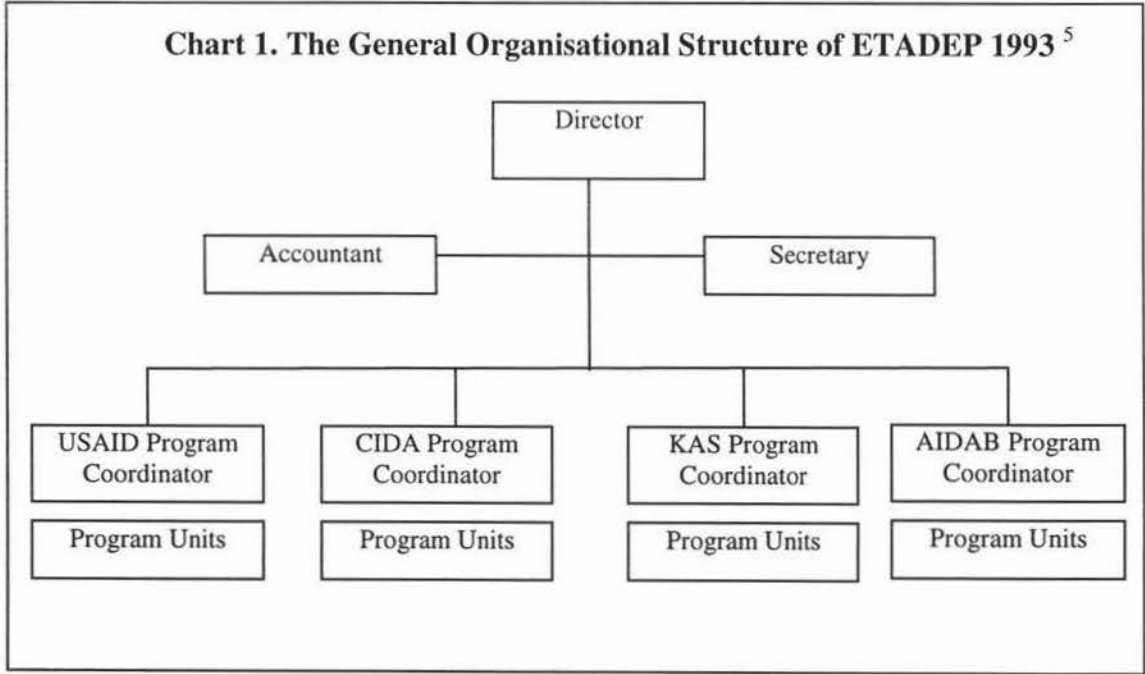 Chart 1. The General Organisational Structure of ETADEP 1993 5
Director
Accountant
Secretary
USAID Program
Coordinator
CIDA Program
Coordinator
KAS Program
Coordinator
AIDAB Program
Coordinator
Program Units
Program Units
Program Units
Program Units